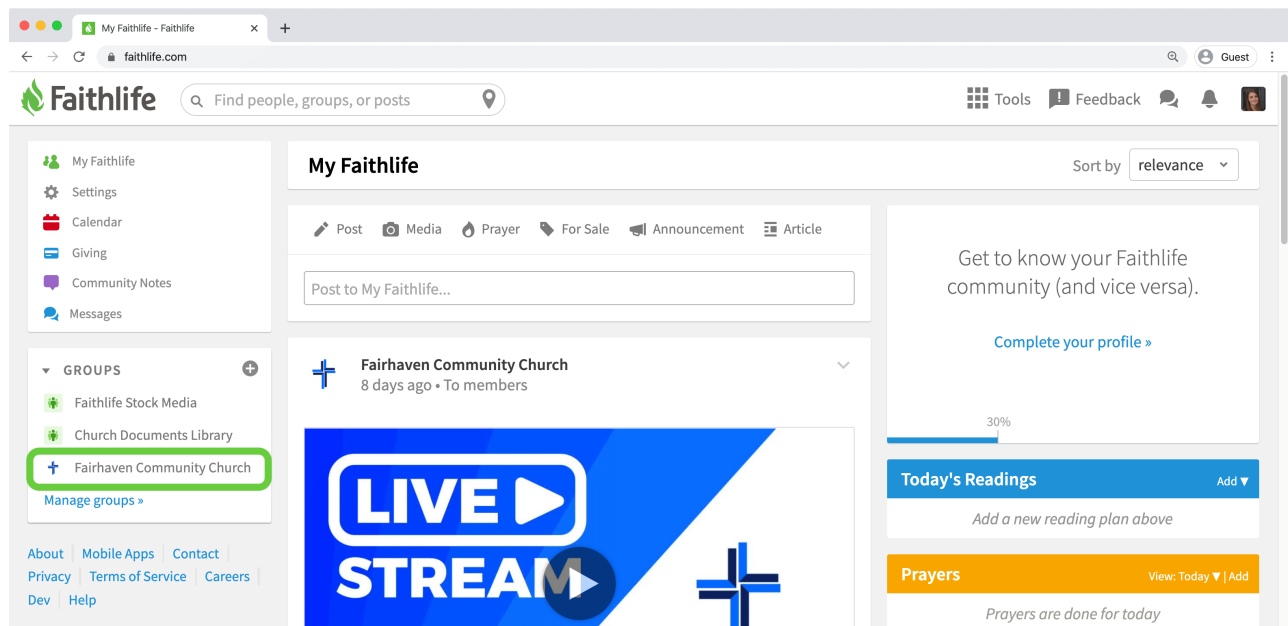 My Faithlife - Faithlife
faithlife.com
Guest
Faithlife
Find people, groups, or posts
Tools
Feedback
My Faithlife
Settings
Calendar
Giving
Community Notes
Messages
GROUPS
Faithlife Stock Media
Church Documents Library
Fairhaven Community Church
Manage groups »
About
Mobile Apps
Contact
Privacy
Terms of Service
Careers
Dev
Help
My Faithlife
Sort by
relevance
Post
Media
Prayer
For Sale
Announcement
Article
Post to My Faithlife...
Fairhaven Community Church
8 days ago • To members
LIVE
STREAM
Get to know your Faithlife
community (and vice versa).
Complete your profile »
30%
Today's Readings
Add ▼
Add a new reading plan above
Prayers
View: Today ▼ | Add
Prayers are done for today